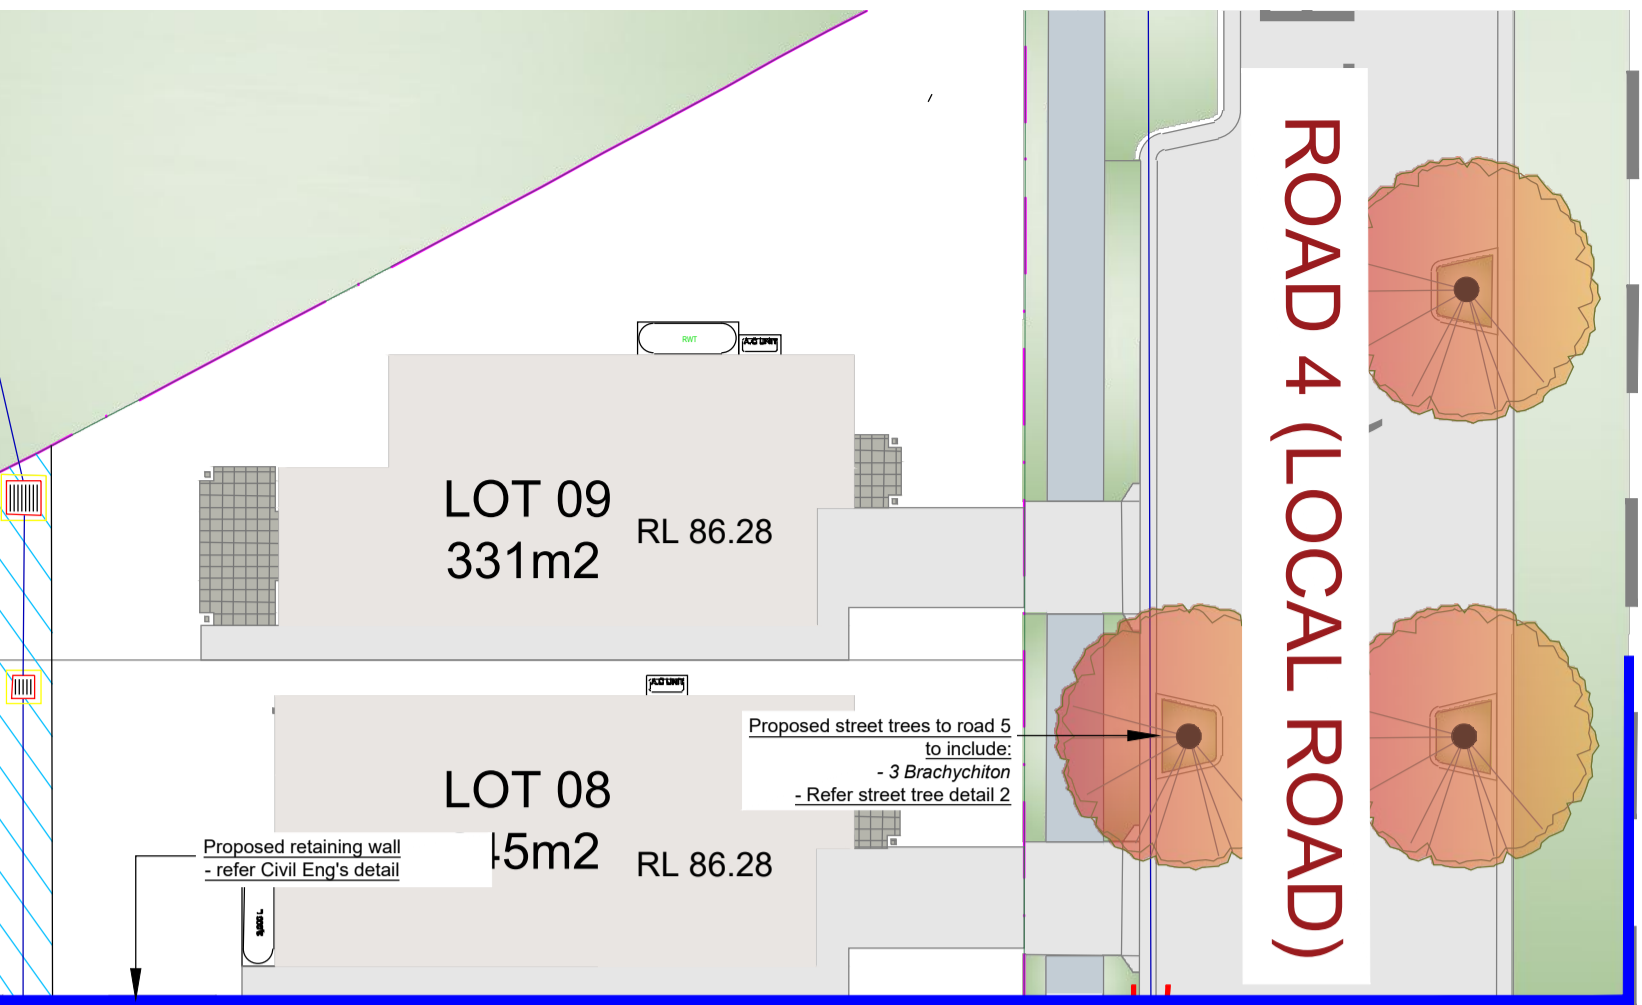 RWT
A.C UNIT
LOT 09
331m2
RL 86.28
ROAD 4 (LOCAL ROAD)
A.C UNIT
Proposed street trees to road 5
to include:
- 3 Brachychiton
- Refer street tree detail 2
LOT 08
45m2
RL 86.28
Proposed retaining wall
- refer Civil Eng's detail